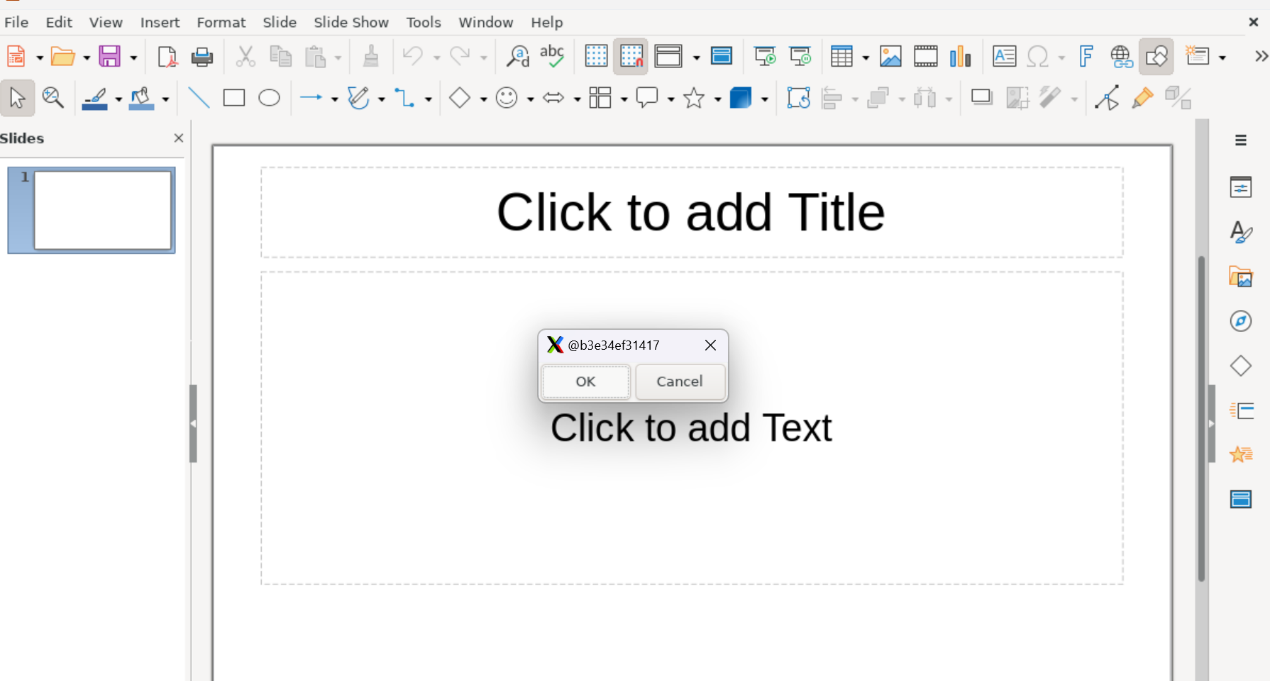 File Edit View Insert Format Slide Slide Show Tools Window Help
abc
Slides
1
Click to add Title
@b3e34ef31417
OK Cancel
Click to add Text